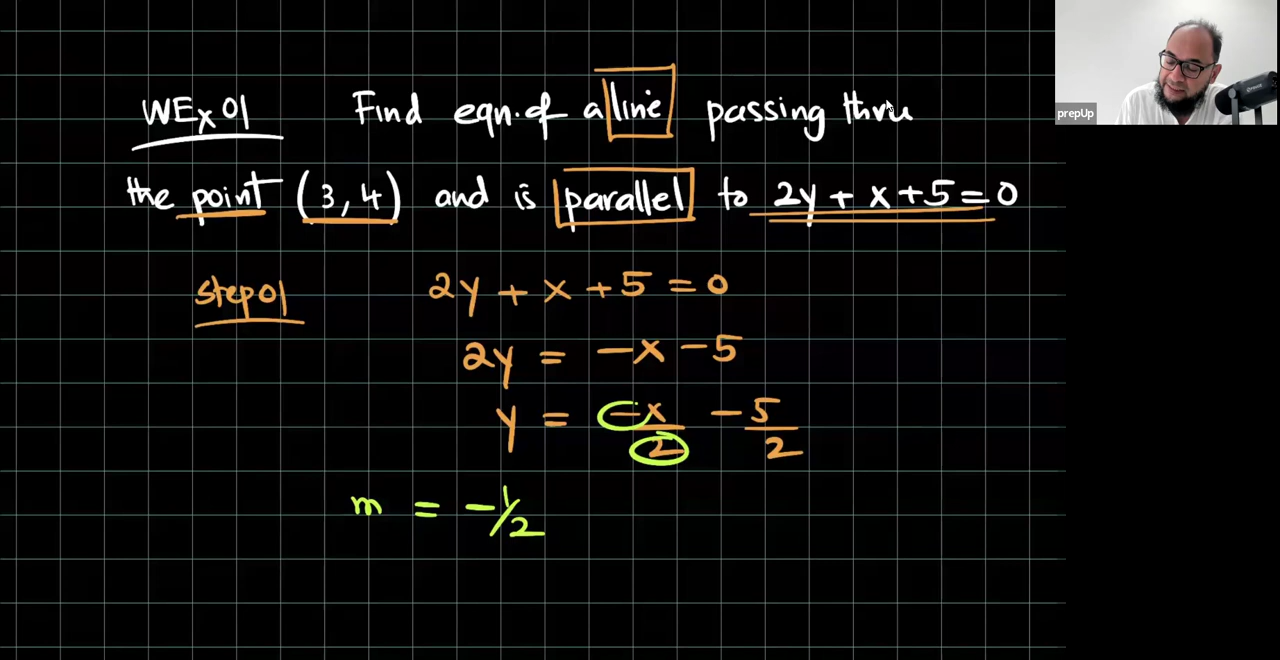 WEx 01 Find eqn. of a line passing thru
the point (3, 4) and is parallel to 2y + x + 5 = 0
Step 01 2y + x + 5 = 0
2y = -x - 5
y = -x/2 - 5/2
m = -1/2
prepUp